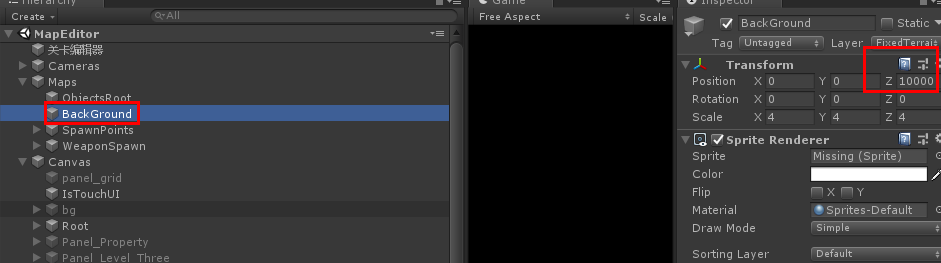 Hierarchy
Create
All
MapEditor
关卡编辑器
Cameras
Maps
ObjectsRoot
BackGround
SpawnPoints
WeaponSpawn
Canvas
panel_grid
IsTouchUI
bg
Root
Panel_Property
Panel_Level_Three
Game
Free Aspect
Scale
Inspector
BackGround Static
Tag Untagged Layer FixedTerrai
Transform
Position X 0 Y 0 Z 10000
Rotation X 0 Y 0 Z 0
Scale X 4 Y 4 Z 4
Sprite Renderer
Sprite Missing (Sprite)
Color
Flip X Y
Material Sprites-Default
Draw Mode Simple
Sorting Layer Default